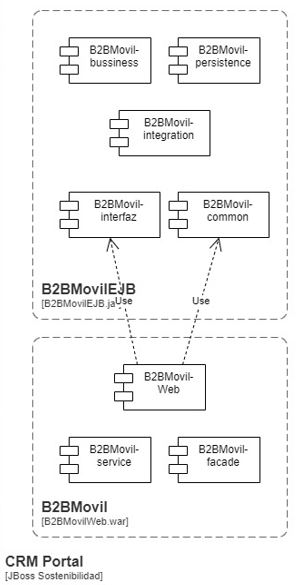 B2BMovil-
bussiness
B2BMovil-
persistence
B2BMovil-
integration
B2BMovil-
interfaz
B2BMovil-
common
B2BMovilEJB
[B2BMovilEJB.ja
Use
Use
B2BMovil-
Web
B2BMovil-
service
B2BMovil-
facade
B2BMovil
[B2BMovilWeb.war]
CRM Portal
[JBoss Sostenibilidad]